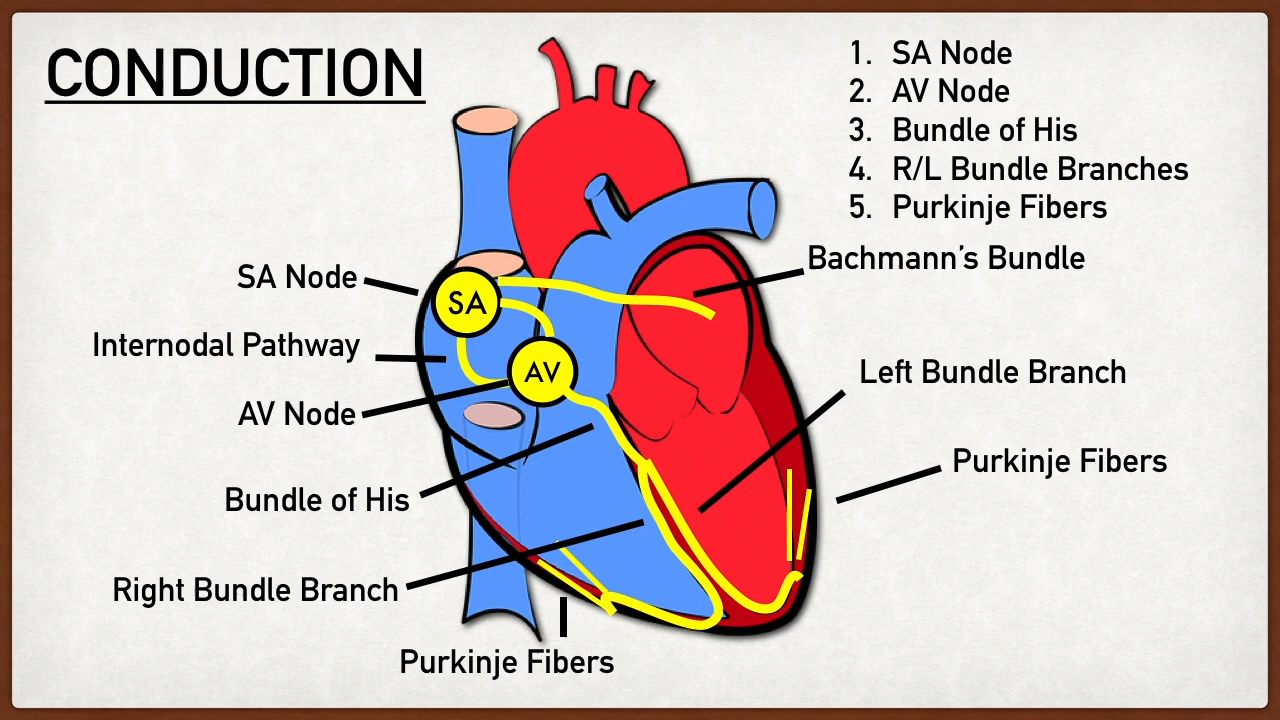 CONDUCTION
1. SA Node
2. AV Node
3. Bundle of His
4. R/L Bundle Branches
5. Purkinje Fibers
Bachmann's Bundle
SA Node
SA
Internodal Pathway
AV
Left Bundle Branch
AV Node
Purkinje Fibers
Bundle of His
Right Bundle Branch
Purkinje Fibers